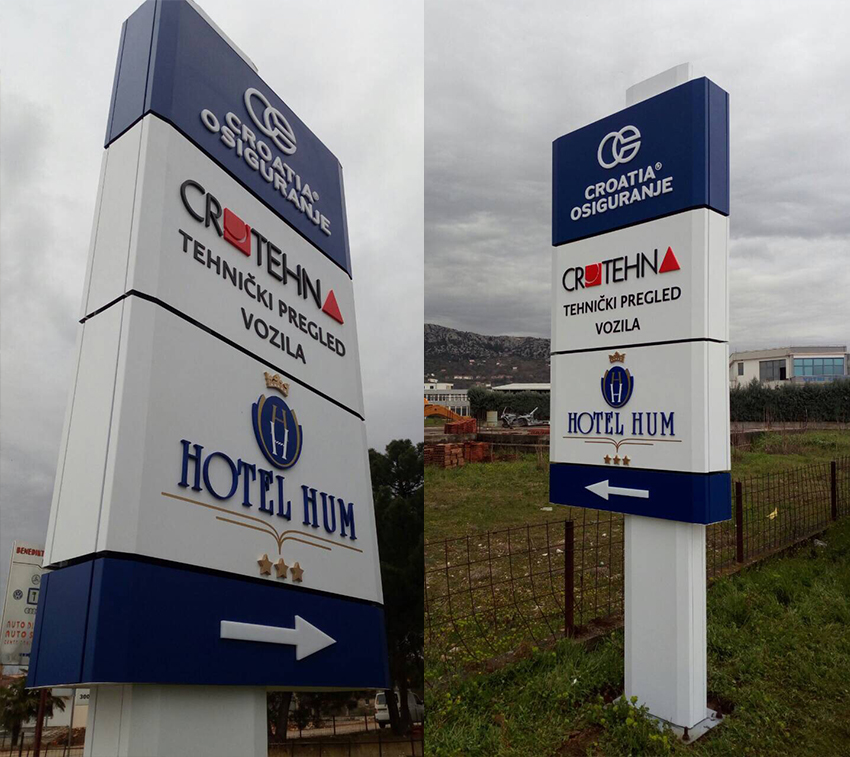 CROATIA®
OSIGURANJE
CROTEHNA
TEHNIČKI PREGLED
VOZILA
H
HOTEL HUM
CROATIA®
OSIGURANJE
CROTEHNA
TEHNIČKI PREGLED
VOZILA
H
HOTEL HUM